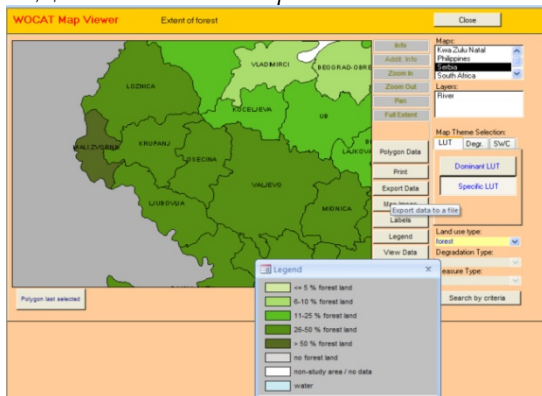 WOCAT Map Viewer
Extent of forest
Close
VLADMIRCI
BEOGRAD-OBRE
LOZNICA
KOCELJEVA
UB
MALI ZVORNIK
KRUPANJ
OSECINA
LAJKOV
LJUBOVIJA
VALJEVO
MIONICA
Info
Addit. Info
Zoom In
Zoom Out
Pan
Full Extent
Polygon Data
Print
Export Data
Map Image
Export data to a file
Labels
Legend
View Data
Maps:
Kwa Zulu Natal
Philippines
Serbia
South Africa
Layers:
River
Map Theme Selection:
LUT Degr. SWC
Dominant LUT
Specific LUT
Land use type:
forest
Degradation Type:
easure Type:
Search by criteria
Polygon last selected
Legend
<= 5 % forest land
6-10 % forest land
11-25 % forest land
26-50 % forest land
> 50 % forest land
no forest land
non-study area / no data
water